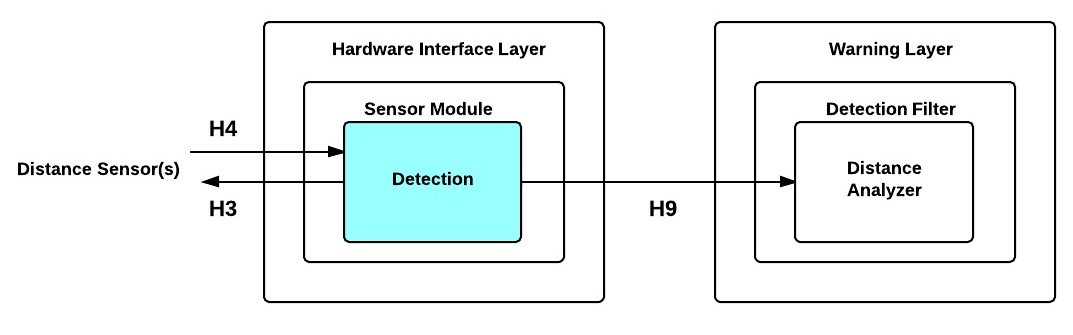 Hardware Interface Layer
Warning Layer
Sensor Module
Detection Filter
H4
Distance Sensor(s)
Detection
Distance
Analyzer
H3
H9